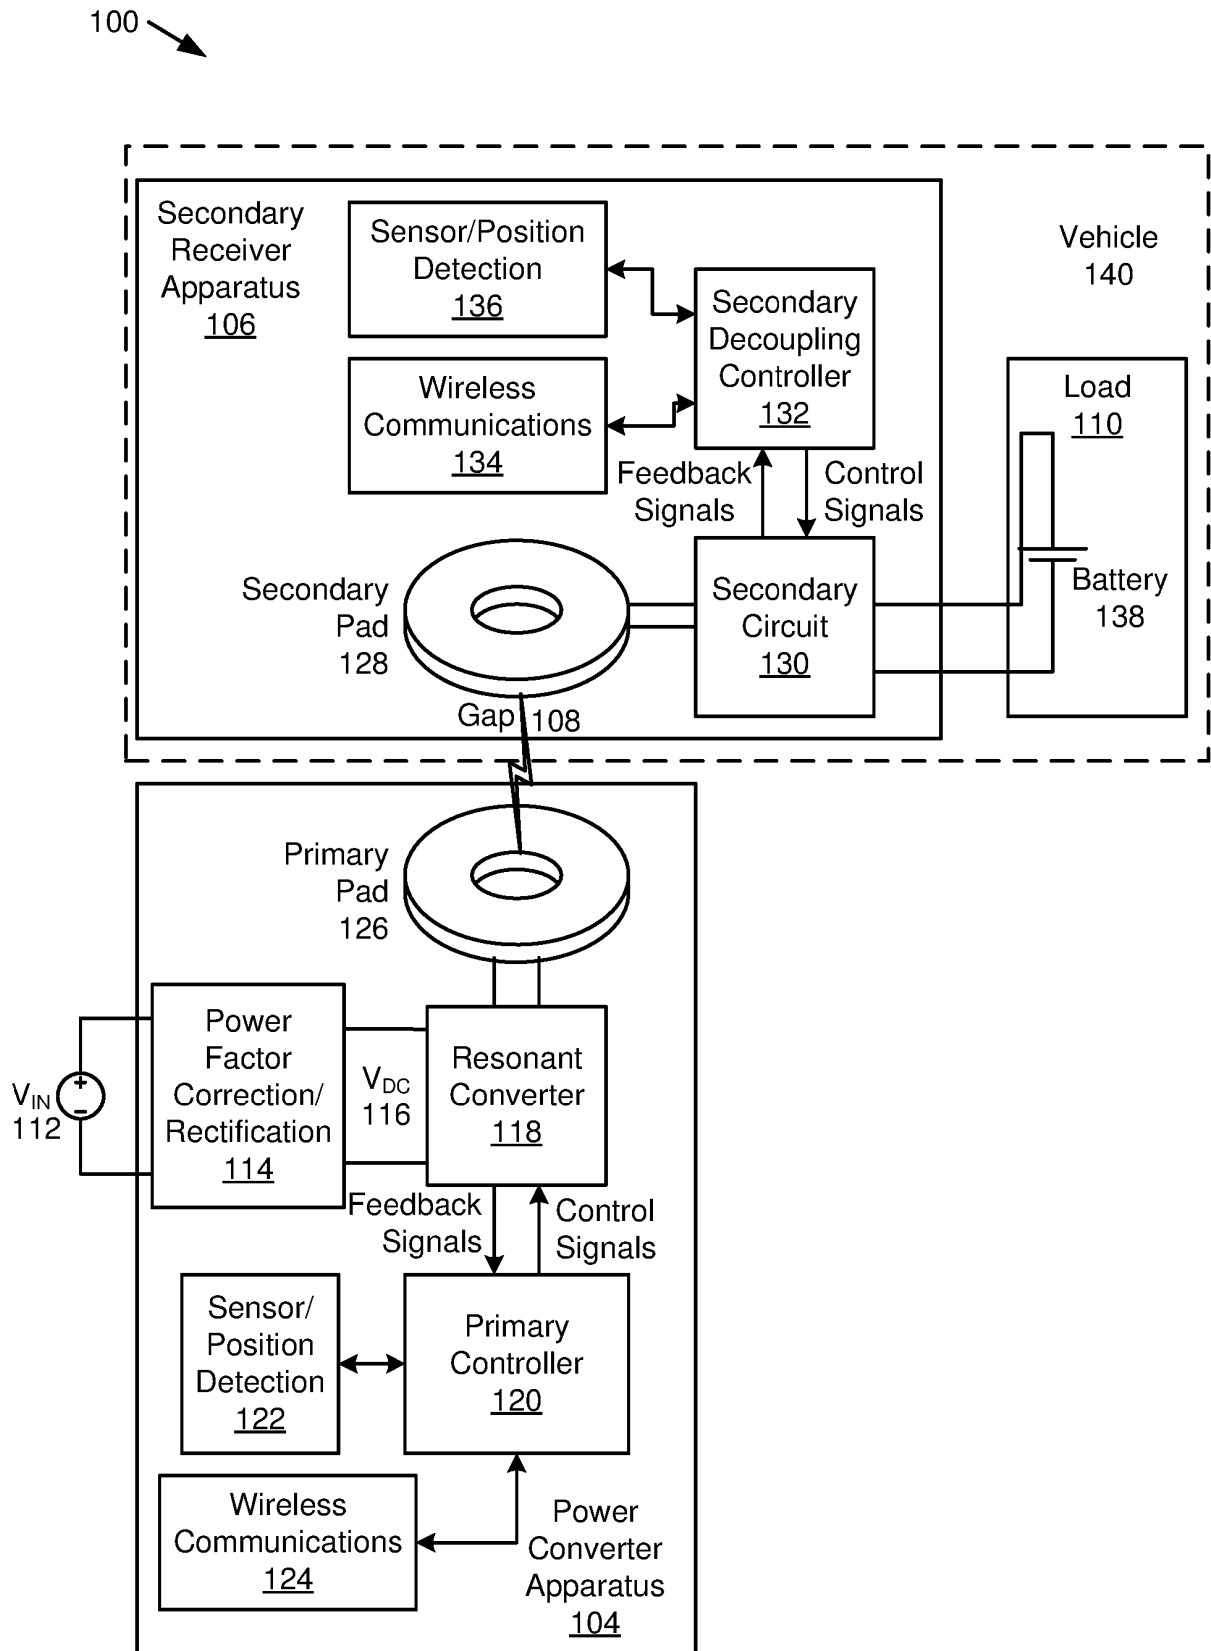 100
Secondary
Receiver
Apparatus
106
Sensor/Position
Detection
136
Wireless
Communications
134
Secondary
Decoupling
Controller
132
Vehicle
140
Load
110
Feedback
Signals
Control
Signals
Secondary
Pad
128
Secondary
Circuit
130
Battery
138
Gap
108
Primary
Pad
126
VIN
112
Power
Factor
Correction/
Rectification
114
VDC
116
Resonant
Converter
118
Feedback
Signals
Control
Signals
Sensor/
Position
Detection
122
Primary
Controller
120
Wireless
Communications
124
Power
Converter
Apparatus
104